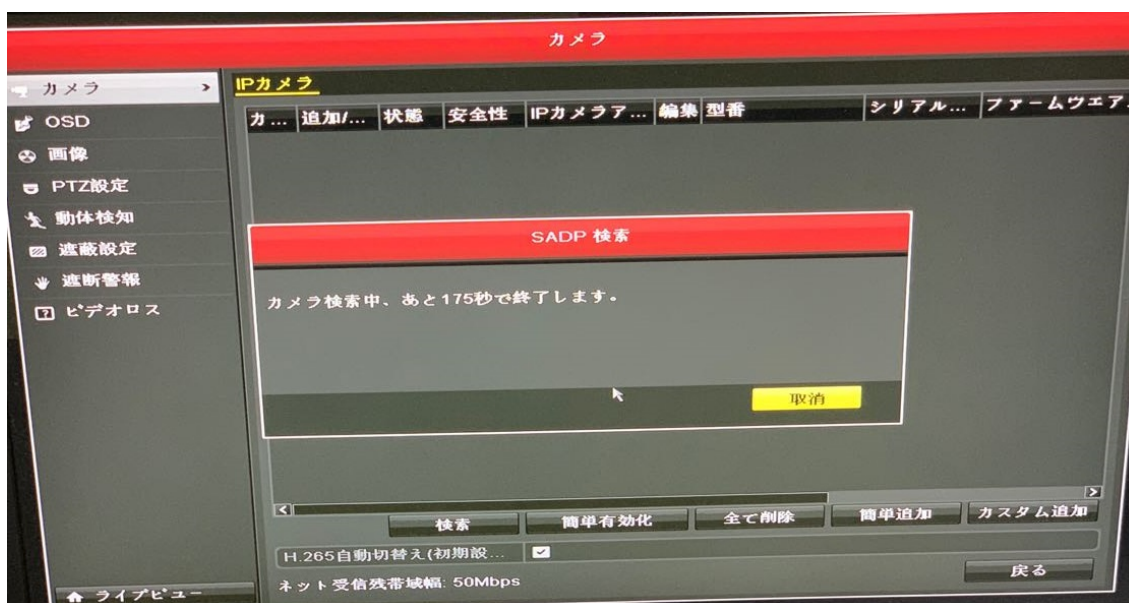 カメラ
カメラ >
OSD
画像
PTZ設定
動体検知
遮蔽設定
遮断警報
ビデオロス
IPカメラ
カ... 追加/... 状態 安全性 IPカメラア... 編集 型番 シリアル... ファームウエア
SADP 検索
カメラ検索中、あと175秒で終了します。
取消
検索 簡単有効化 全て削除 簡単追加 カスタム追加
H.265自動切替え(初期設...
ネット受信残帯域幅: 50Mbps
戻る
ライブビュー